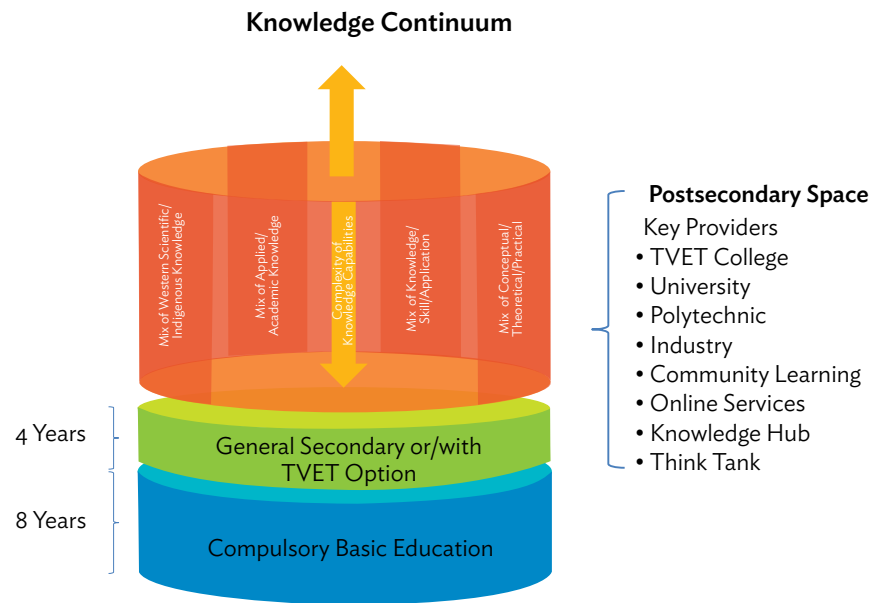 Knowledge Continuum
Mix of Western Scientific/
Indigenous Knowledge
Mix of Applied/
Academic Knowledge
Complexity of
Knowledge Capabilities
Mix of Knowledge/
Skill/Application
Mix of Conceptual/
Theoretical/Practical
Postsecondary Space
Key Providers
• TVET College
• University
• Polytechnic
• Industry
• Community Learning
• Online Services
• Knowledge Hub
• Think Tank
4 Years
General Secondary or/with
TVET Option
8 Years
Compulsory Basic Education